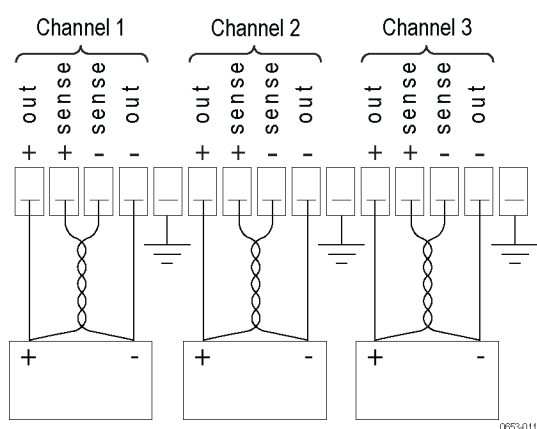 Channel 1 Channel 2 Channel 3
out sense sense out out sense sense out out sense sense out
+ + - - + + - - + + - -
+ - + - + -
0653-011